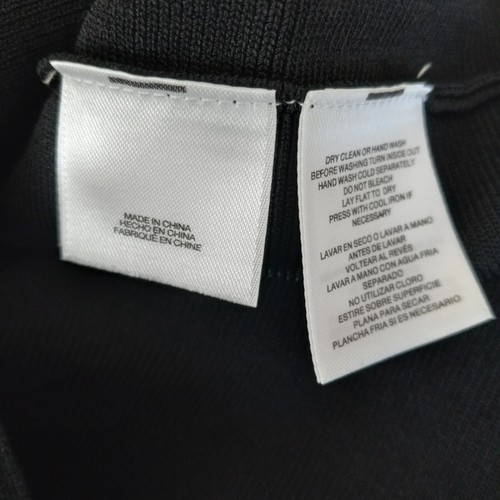 MADE IN CHINA
HECHO EN CHINA
FABRIQUÉ EN CHINE
DRY CLEAN OR HAND WASH
BEFORE WASHING TURN INSIDE OUT
HAND WASH COLD SEPARATELY
DO NOT BLEACH
LAY FLAT TO DRY
PRESS WITH COOL IRON IF
NECESSARY
LAVAR EN SECO O LAVAR A MANO
ANTES DE LAVAR
VOLTEAR AL REVÉS
LAVAR A MANO CON AGUA FRIA
SEPARADO
NO UTILIZAR CLORO
ESTIRE SOBRE SUPERFICIE
PLANA PARA SECAR
PLANCHA FRIA SI ES NECESARIO